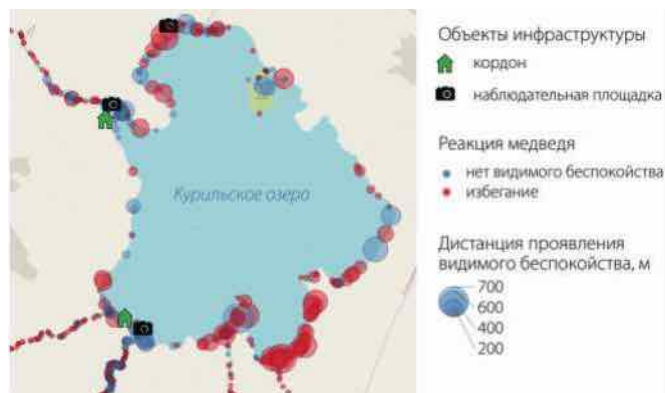 Курильское озеро
Объекты инфраструктуры
кордон
наблюдательная площадка
Реакция медведя
нет видимого беспокойства
избегание
Дистанция проявления
видимого беспокойства, м
700
600
400
200